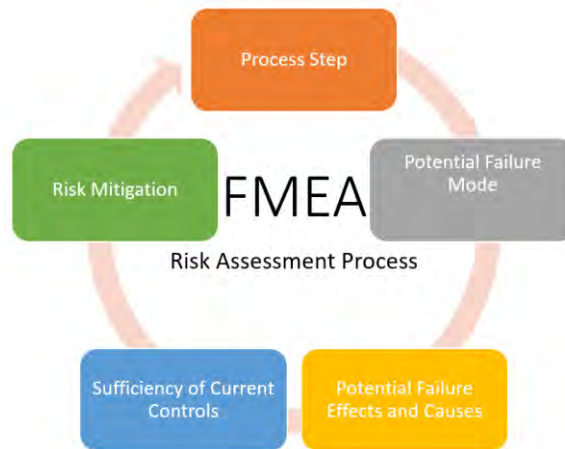 Process Step
Potential Failure
Mode
Risk Mitigation
FMEA
Risk Assessment Process
Sufficiency of Current
Controls
Potential Failure
Effects and Causes